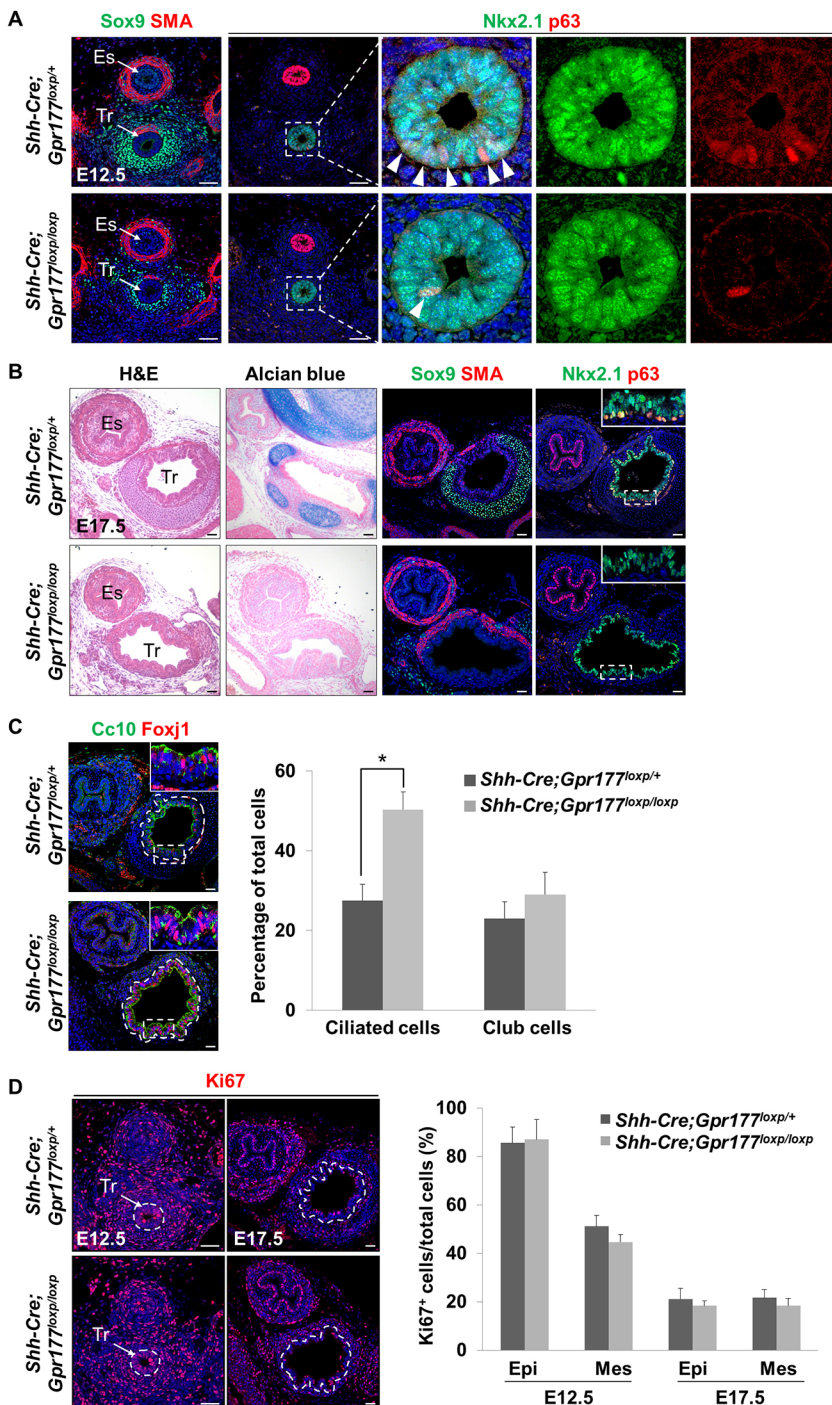 A
Sox9 SMA
Nkx2.1 p63
Shh-Cre;
Gpr177loxp/+
Es
Tr
E12.5
Shh-Cre;
Gpr177loxp/loxp
Es
Tr
B
H&E
Alcian blue
Sox9 SMA
Nkx2.1 p63
Shh-Cre;
Gpr177loxp/+
Es
Tr
E17.5
Shh-Cre;
Gpr177loxp/loxp
Es
Tr
C
Cc10 Foxj1
Shh-Cre;
Gpr177loxp/+
Shh-Cre;
Gpr177loxp/loxp
Percentage of total cells
60
40
20
0
*
Shh-Cre;Gpr177loxp/+
Shh-Cre;Gpr177loxp/loxp
Ciliated cells
Club cells
D
Ki67
Shh-Cre;
Gpr177loxp/+
Tr
E12.5
E17.5
Shh-Cre;
Gpr177loxp/loxp
Tr
Ki67+ cells/total cells (%)
100
80
60
40
20
0
Shh-Cre;Gpr177loxp/+
Shh-Cre;Gpr177loxp/loxp
Epi Mes Epi Mes
E12.5 E17.5